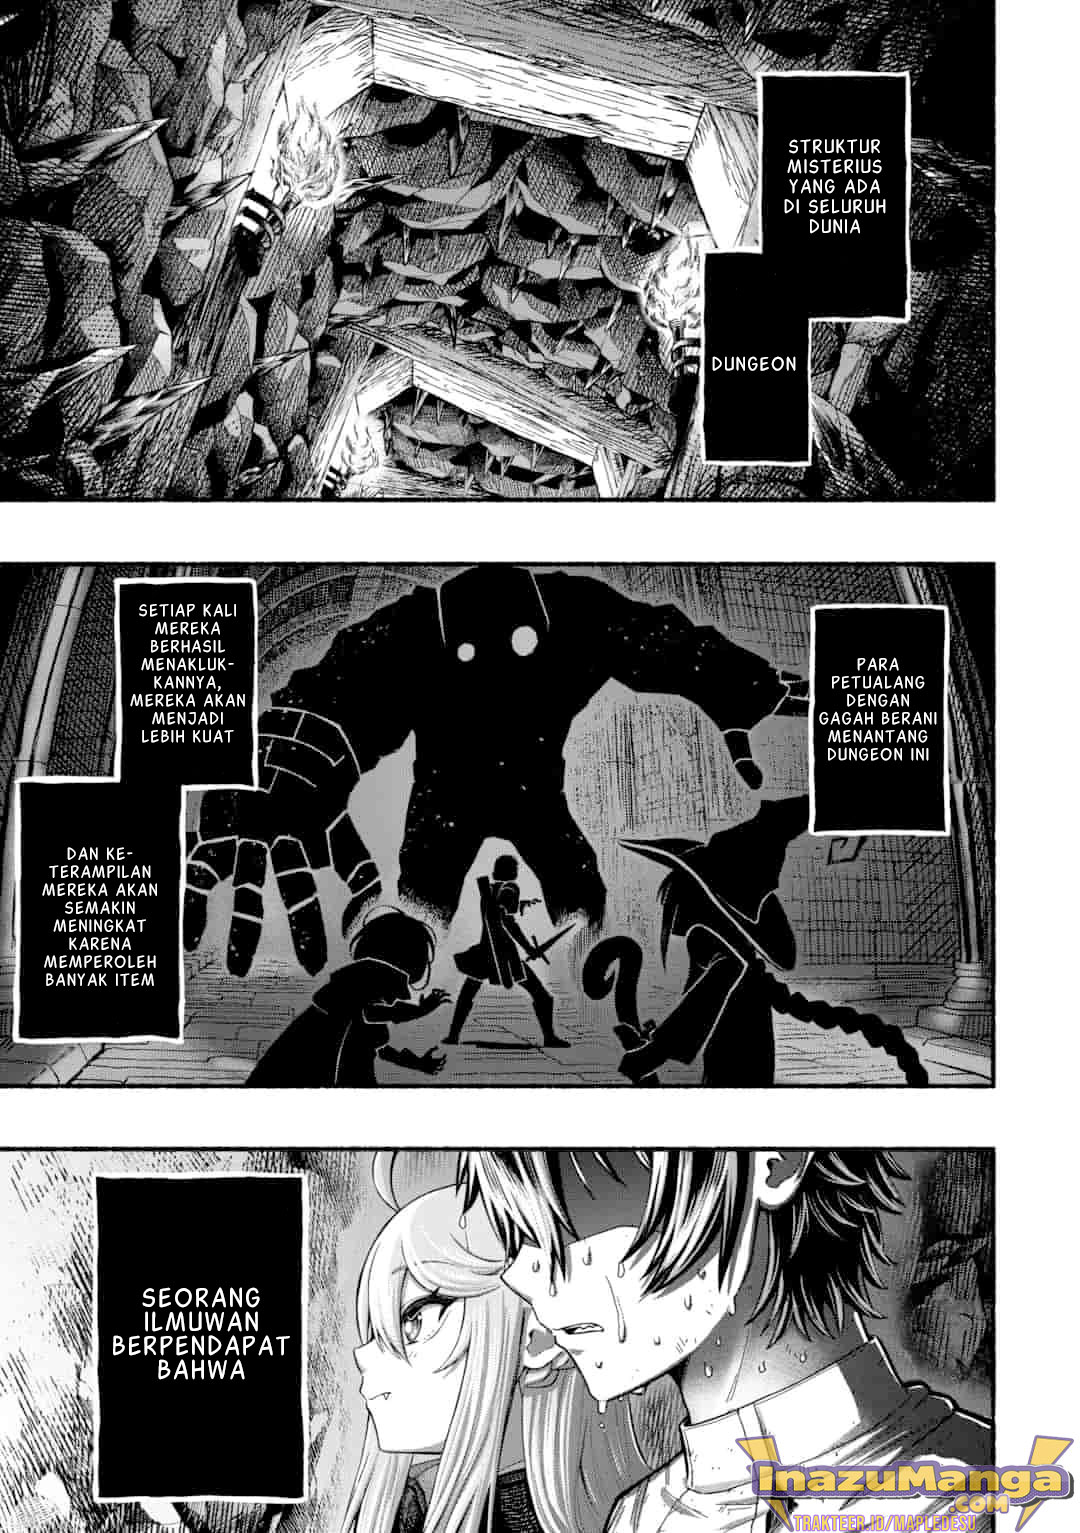 STRUKTUR
MISTERIUS
YANG ADA
DI SELURUH
DUNIA
DUNGEON
PARA
PETUALANG
DENGAN
GAGAH BERANI
MENANTANG
DUNGEON INI
SETIAP KALI
MEREKA
BERHASIL
MENAKLUK-
KANNYA,
MEREKA AKAN
MENJADI
LEBIH KUAT
DAN KE-
TERAMPILAN
MEREKA AKAN
SEMAKIN
MENINGKAT
KARENA
MEMPEROLEH
BANYAK ITEM
SEORANG
ILMUWAN
BERPENDAPAT
BAHWA
INAZUMANGA
.COM
TRAKTEER.ID/MAPLEDESU